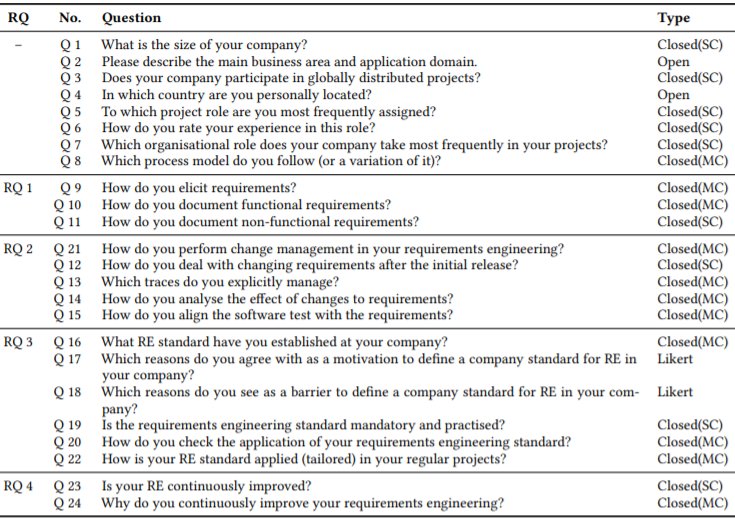 RQ No. Question Type
– Q 1 What is the size of your company? Closed(SC)
Q 2 Please describe the main business area and application domain. Open
Q 3 Does your company participate in globally distributed projects? Closed(SC)
Q 4 In which country are you personally located? Open
Q 5 To which project role are you most frequently assigned? Closed(SC)
Q 6 How do you rate your experience in this role? Closed(SC)
Q 7 Which organisational role does your company take most frequently in your projects? Closed(SC)
Q 8 Which process model do you follow (or a variation of it)? Closed(MC)
RQ 1 Q 9 How do you elicit requirements? Closed(MC)
Q 10 How do you document functional requirements? Closed(MC)
Q 11 How do you document non-functional requirements? Closed(SC)
RQ 2 Q 21 How do you perform change management in your requirements engineering? Closed(MC)
Q 12 How do you deal with changing requirements after the initial release? Closed(SC)
Q 13 Which traces do you explicitly manage? Closed(MC)
Q 14 How do you analyse the effect of changes to requirements? Closed(MC)
Q 15 How do you align the software test with the requirements? Closed(MC)
RQ 3 Q 16 What RE standard have you established at your company? Closed(MC)
Q 17 Which reasons do you agree with as a motivation to define a company standard for RE in Likert
your company?
Q 18 Which reasons do you see as a barrier to define a company standard for RE in your com- Likert
pany?
Q 19 Is the requirements engineering standard mandatory and practised? Closed(SC)
Q 20 How do you check the application of your requirements engineering standard? Closed(MC)
Q 22 How is your RE standard applied (tailored) in your regular projects? Closed(MC)
RQ 4 Q 23 Is your RE continuously improved? Closed(SC)
Q 24 Why do you continuously improve your requirements engineering? Closed(MC)